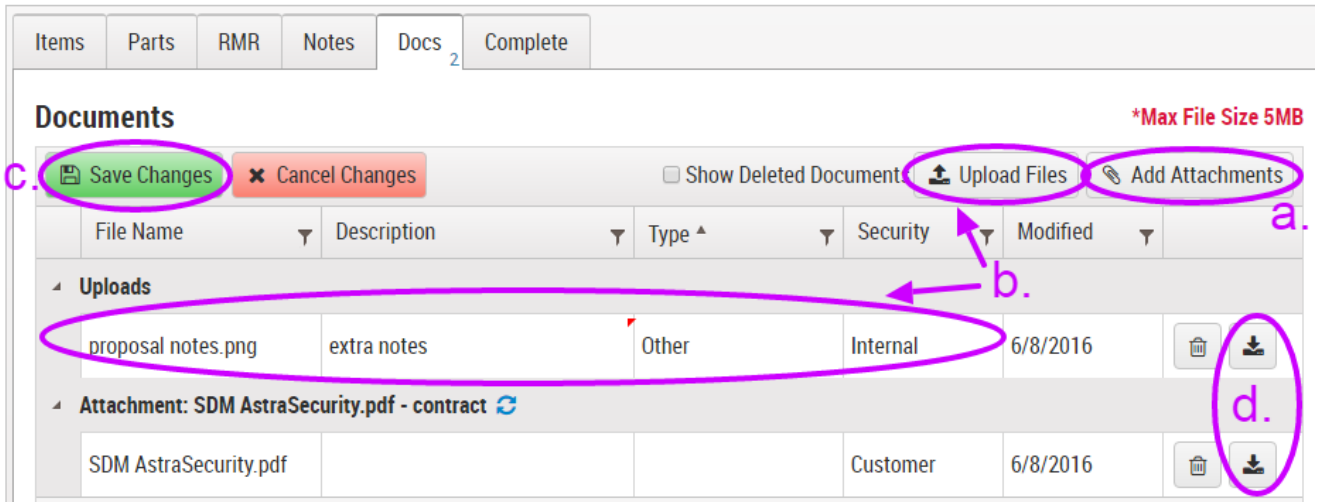 Items Parts RMR Notes Docs 2 Complete
Documents *Max File Size 5MB
c. Save Changes Cancel Changes Show Deleted Documents Upload Files Add Attachments a.
File Name Description Type Security Modified
Uploads b.
proposal notes.png extra notes Other Internal 6/8/2016
Attachment: SDM AstraSecurity.pdf - contract d.
SDM AstraSecurity.pdf Customer 6/8/2016